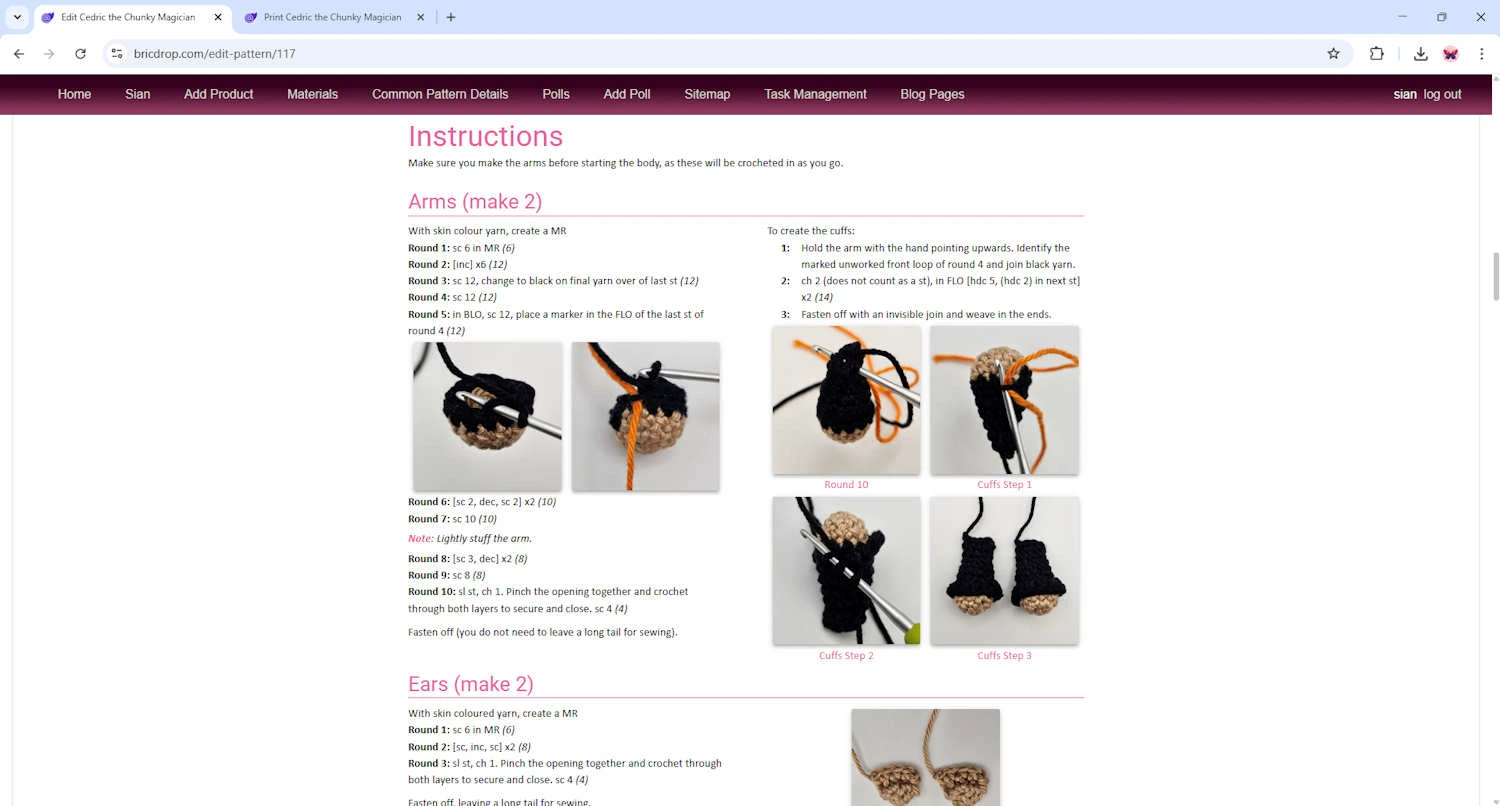 Edit Cedric the Chunky Magician
Print Cedric the Chunky Magician
bricdrop.com/edit-pattern/117
Home Sian Add Product Materials Common Pattern Details Polls Add Poll Sitemap Task Management Blog Pages sian log out
Instructions
Make sure you make the arms before starting the body, as these will be crocheted in as you go.
Arms (make 2)
With skin colour yarn, create a MR
Round 1: sc 6 in MR (6)
Round 2: [inc] x6 (12)
Round 3: sc 12, change to black on final yarn over of last st (12)
Round 4: sc 12 (12)
Round 5: in BLO, sc 12, place a marker in the FLO of the last st of
round 4 (12)
Round 6: [sc 2, dec, sc 2] x2 (10)
Round 7: sc 10 (10)
Note: Lightly stuff the arm.
Round 8: [sc 3, dec] x2 (8)
Round 9: sc 8 (8)
Round 10: sl st, ch 1. Pinch the opening together and crochet
through both layers to secure and close. sc 4 (4)
Fasten off (you do not need to leave a long tail for sewing).
To create the cuffs:
1: Hold the arm with the hand pointing upwards. Identify the
marked unworked front loop of round 4 and join black yarn.
2: ch 2 (does not count as a st), in FLO [hdc 5, (hdc 2) in next st]
x2 (14)
3: Fasten off with an invisible join and weave in the ends.
Round 10
Cuffs Step 1
Cuffs Step 2
Cuffs Step 3
Ears (make 2)
With skin coloured yarn, create a MR
Round 1: sc 6 in MR (6)
Round 2: [sc, inc, sc] x2 (8)
Round 3: sl st, ch 1. Pinch the opening together and crochet through
both layers to secure and close. sc 4 (4)
Fasten off, leaving a long tail for sewing.